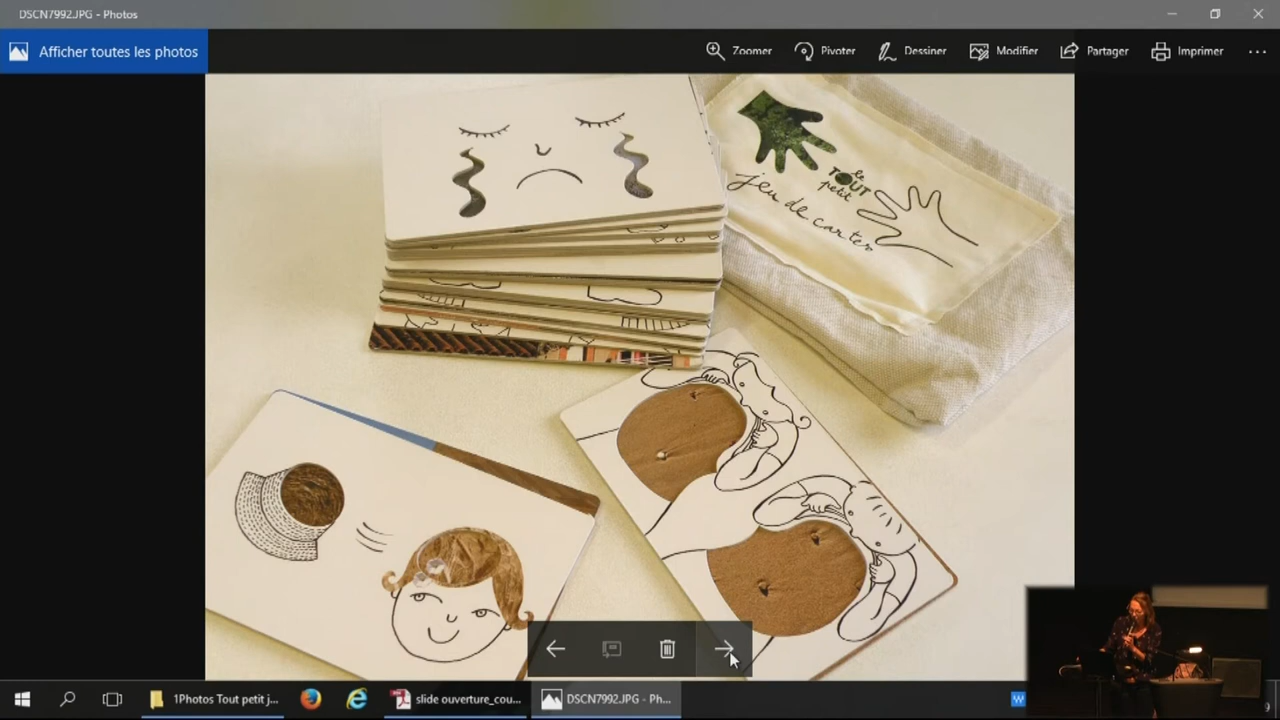 DSCN7992.JPG - Photos
Afficher toutes les photos
Zoomer
Pivoter
Dessiner
Modifier
Partager
Imprimer
le
TOUT
petit
jeu de cartes
1Photos Tout petit j...
slide ouverture_cou...
DSCN7992.JPG - Ph...
W
9